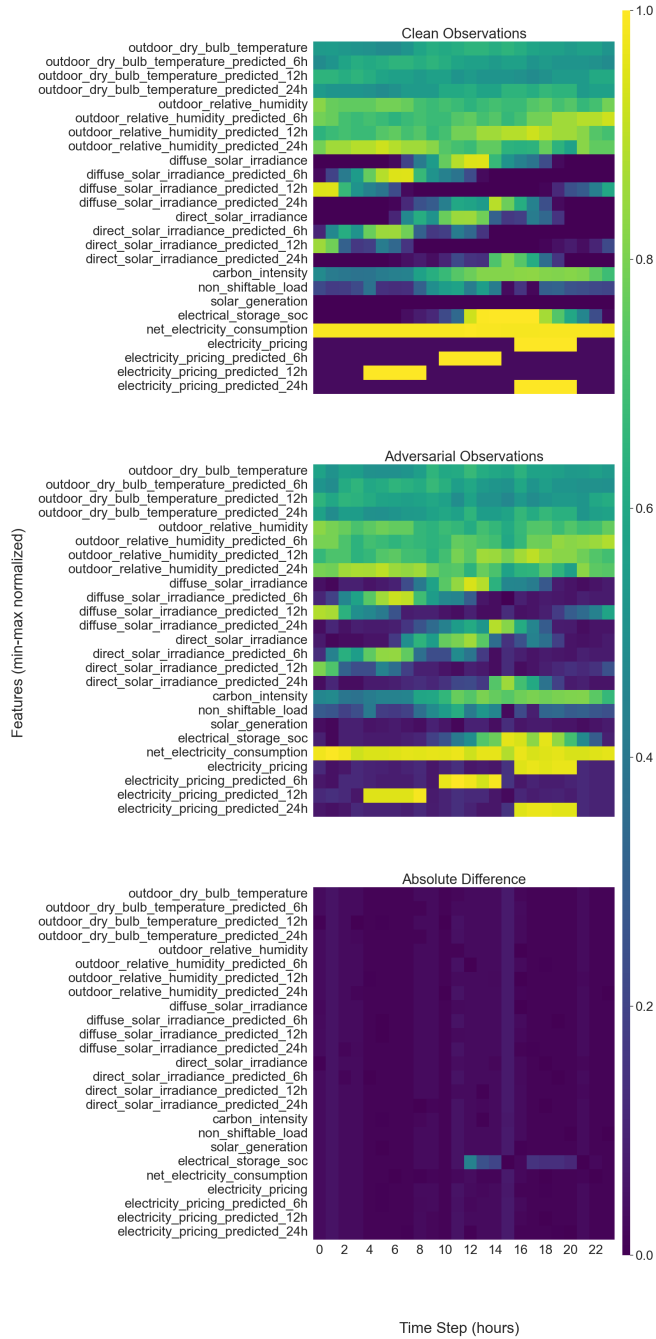 Clean Observations
outdoor_dry_bulb_temperature
outdoor_dry_bulb_temperature_predicted_6h
outdoor_dry_bulb_temperature_predicted_12h
outdoor_dry_bulb_temperature_predicted_24h
outdoor_relative_humidity
outdoor_relative_humidity_predicted_6h
outdoor_relative_humidity_predicted_12h
outdoor_relative_humidity_predicted_24h
diffuse_solar_irradiance
diffuse_solar_irradiance_predicted_6h
diffuse_solar_irradiance_predicted_12h
diffuse_solar_irradiance_predicted_24h
direct_solar_irradiance
direct_solar_irradiance_predicted_6h
direct_solar_irradiance_predicted_12h
direct_solar_irradiance_predicted_24h
carbon_intensity
non_shiftable_load
solar_generation
electrical_storage_soc
net_electricity_consumption
electricity_pricing
electricity_pricing_predicted_6h
electricity_pricing_predicted_12h
electricity_pricing_predicted_24h
Adversarial Observations
outdoor_dry_bulb_temperature
outdoor_dry_bulb_temperature_predicted_6h
outdoor_dry_bulb_temperature_predicted_12h
outdoor_dry_bulb_temperature_predicted_24h
outdoor_relative_humidity
outdoor_relative_humidity_predicted_6h
outdoor_relative_humidity_predicted_12h
outdoor_relative_humidity_predicted_24h
diffuse_solar_irradiance
diffuse_solar_irradiance_predicted_6h
diffuse_solar_irradiance_predicted_12h
diffuse_solar_irradiance_predicted_24h
direct_solar_irradiance
direct_solar_irradiance_predicted_6h
direct_solar_irradiance_predicted_12h
direct_solar_irradiance_predicted_24h
carbon_intensity
non_shiftable_load
solar_generation
electrical_storage_soc
net_electricity_consumption
electricity_pricing
electricity_pricing_predicted_6h
electricity_pricing_predicted_12h
electricity_pricing_predicted_24h
Absolute Difference
outdoor_dry_bulb_temperature
outdoor_dry_bulb_temperature_predicted_6h
outdoor_dry_bulb_temperature_predicted_12h
outdoor_dry_bulb_temperature_predicted_24h
outdoor_relative_humidity
outdoor_relative_humidity_predicted_6h
outdoor_relative_humidity_predicted_12h
outdoor_relative_humidity_predicted_24h
diffuse_solar_irradiance
diffuse_solar_irradiance_predicted_6h
diffuse_solar_irradiance_predicted_12h
diffuse_solar_irradiance_predicted_24h
direct_solar_irradiance
direct_solar_irradiance_predicted_6h
direct_solar_irradiance_predicted_12h
direct_solar_irradiance_predicted_24h
carbon_intensity
non_shiftable_load
solar_generation
electrical_storage_soc
net_electricity_consumption
electricity_pricing
electricity_pricing_predicted_6h
electricity_pricing_predicted_12h
electricity_pricing_predicted_24h
0 2 4 6 8 10 12 14 16 18 20 22
Time Step (hours)
Features (min-max normalized)
1.0
0.8
0.6
0.4
0.2
0.0